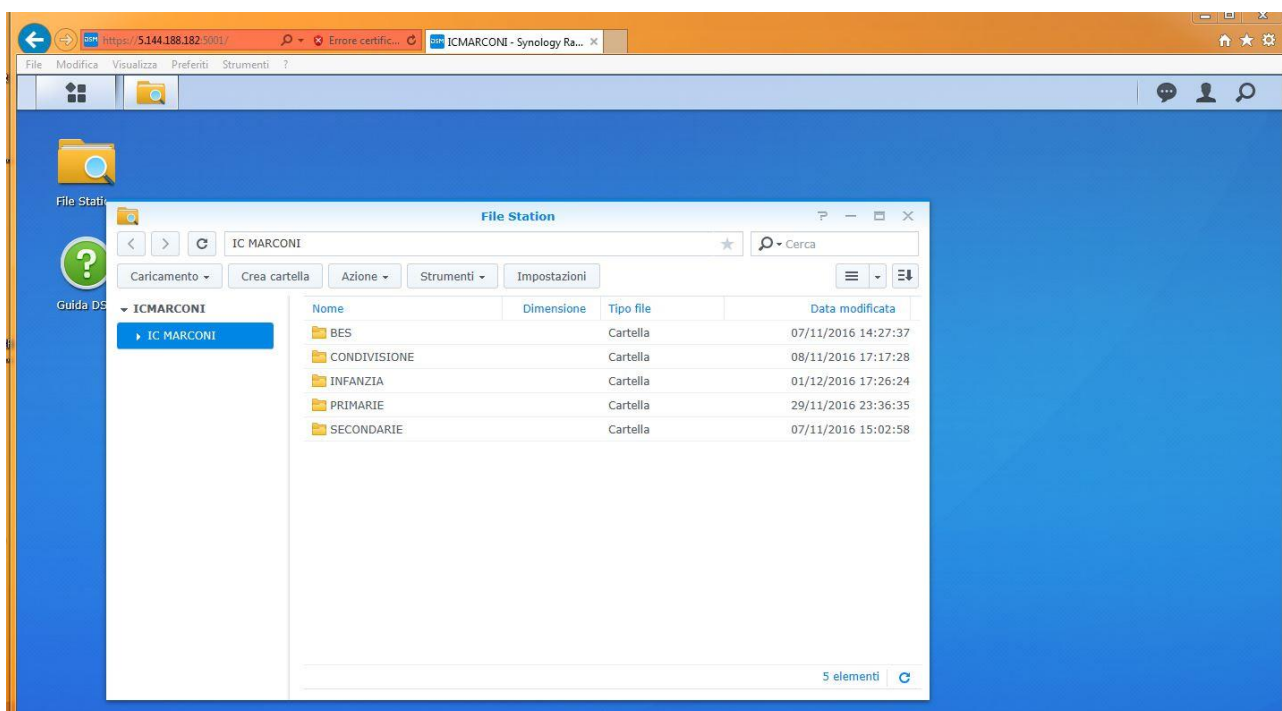 https://5.144.188.182:5001/ Errore certific... DSM ICMARCONI - Synology Ra...
File Modifica Visualizza Preferiti Strumenti ?
File Static
Guida DS
File Station
IC MARCONI Cerca
Caricamento Crea cartella Azione Strumenti Impostazioni
ICMARCONI
IC MARCONI
Nome Dimensione Tipo file Data modificata
BES Cartella 07/11/2016 14:27:37
CONDIVISIONE Cartella 08/11/2016 17:17:28
INFANZIA Cartella 01/12/2016 17:26:24
PRIMARIE Cartella 29/11/2016 23:36:35
SECONDARIE Cartella 07/11/2016 15:02:58
5 elementi